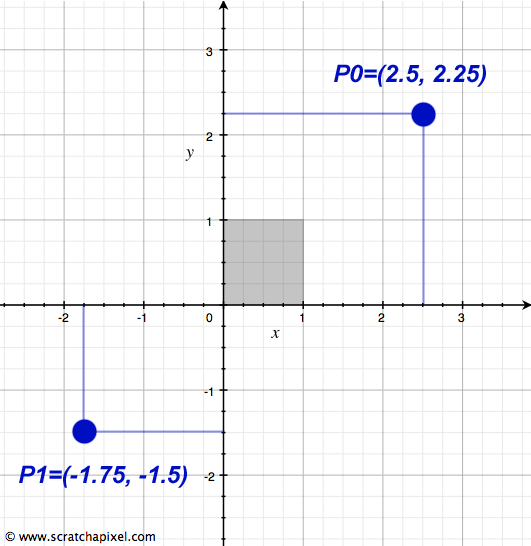 3
P0=(2.5, 2.25)
2
y
1
-2 -1 0 1 2 3
x
-1
P1=(-1.75, -1.5)
-2
© www.scratchapixel.com